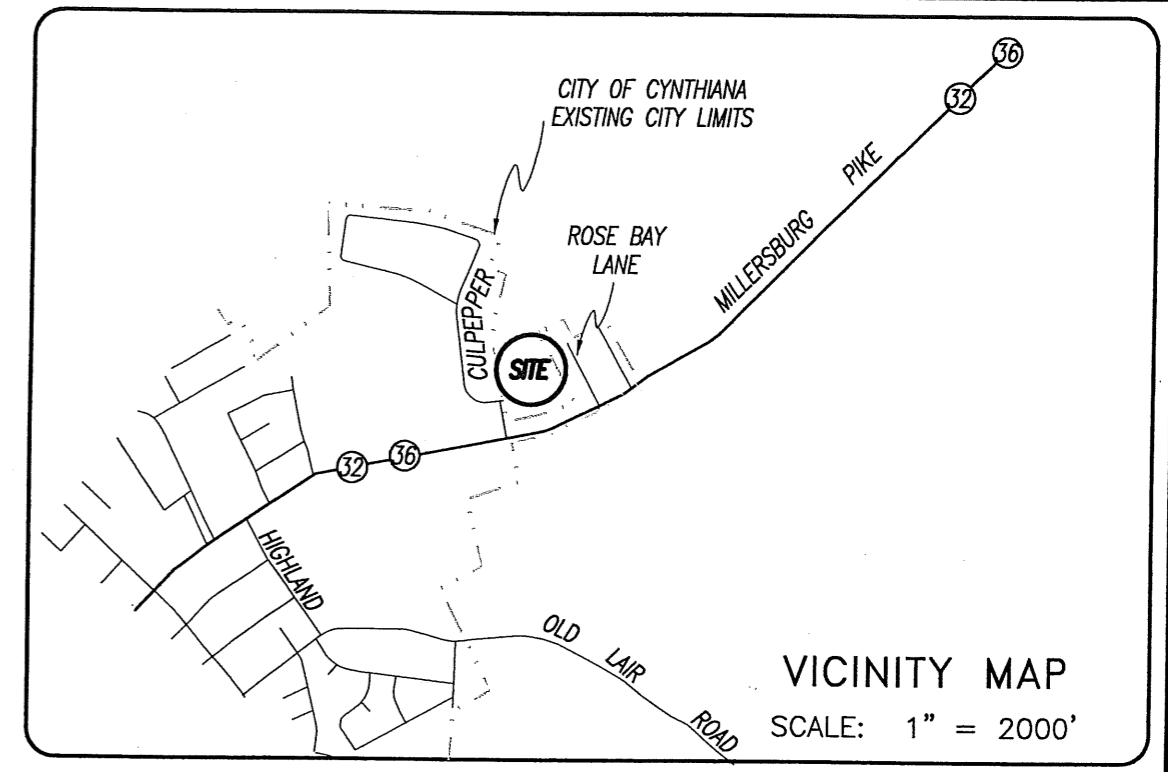 36
32
CITY OF CYNTHIANA
EXISTING CITY LIMITS
PIKE
MILLERSBURG
ROSE BAY
LANE
CULPEPPER
SITE
32
36
HIGHLAND
OLD
LAIR
ROAD
VICINITY MAP
SCALE: 1" = 2000'